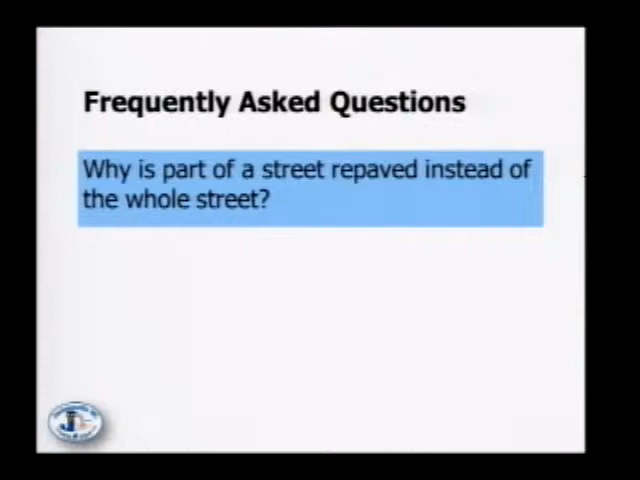 Frequently Asked Questions
Why is part of a street repaved instead of
the whole street?